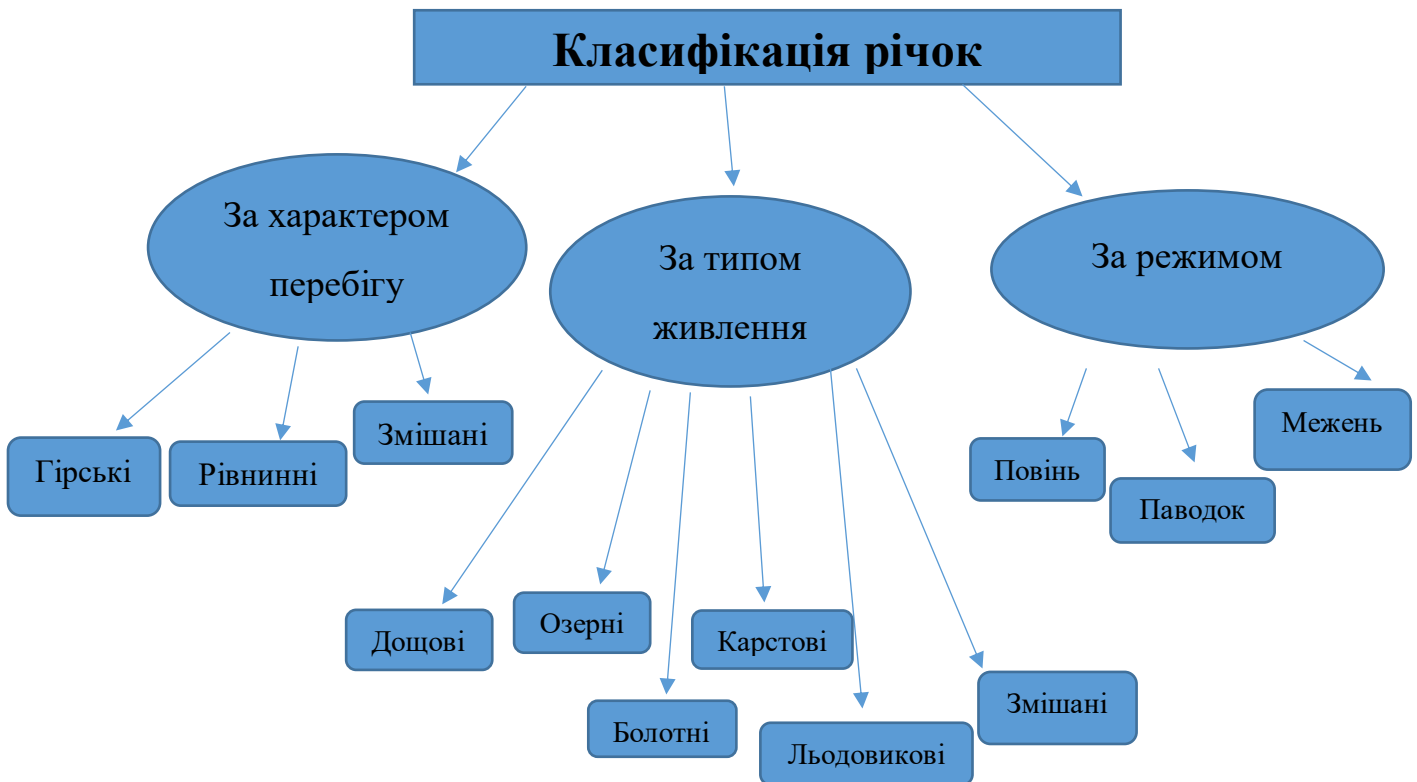 Класифікація річок
За характером
перебігу
За типом
живлення
За режимом
Гірські
Рівнинні
Змішані
Дощові
Озерні
Болотні
Карстові
Льодовикові
Змішані
Повінь
Паводок
Межень